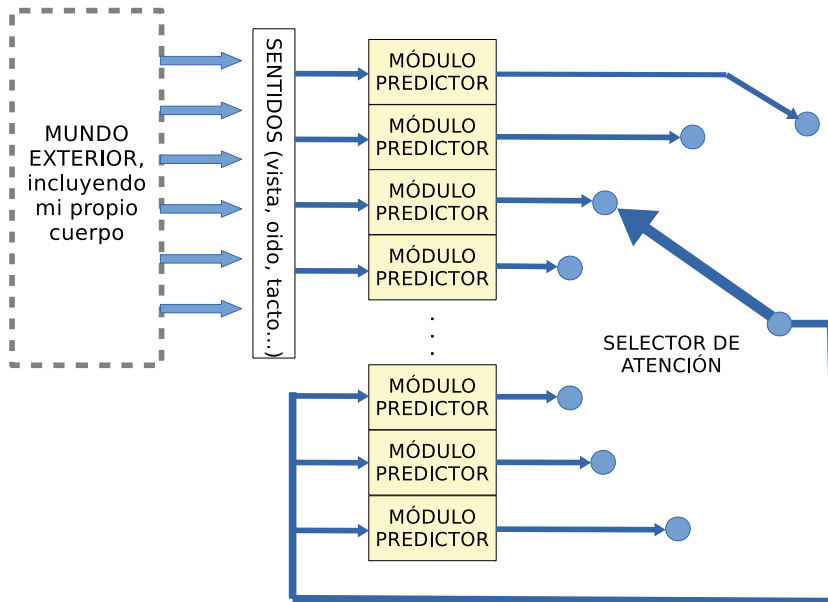 MUNDO
EXTERIOR,
incluyendo
mi propio
cuerpo
SENTIDOS (vista, oido, tacto...)
MÓDULO
PREDICTOR
MÓDULO
PREDICTOR
MÓDULO
PREDICTOR
MÓDULO
PREDICTOR
. . .
SELECTOR DE
ATENCIÓN
MÓDULO
PREDICTOR
MÓDULO
PREDICTOR
MÓDULO
PREDICTOR